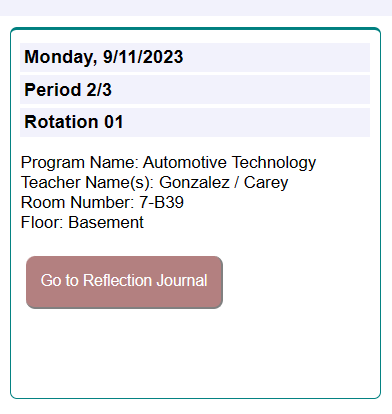 Monday, 9/11/2023
Period 2/3
Rotation 01
Program Name: Automotive Technology
Teacher Name(s): Gonzalez / Carey
Room Number: 7-B39
Floor: Basement
Go to Reflection Journal